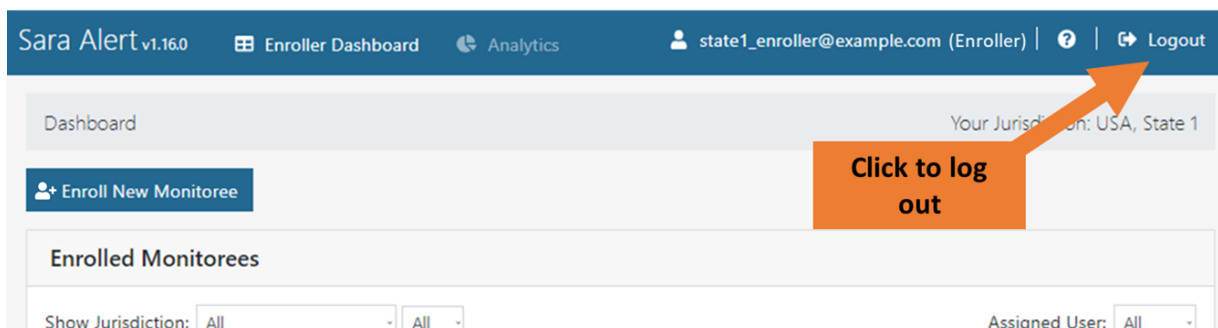 Sara Alert v1.16.0 Enroller Dashboard Analytics state1_enroller@example.com (Enroller) | ? | Logout
Dashboard Your Jurisdiction: USA, State 1
Click to log
out
Enroll New Monitoree
Enrolled Monitorees
Show Jurisdiction: All All Assigned User: All